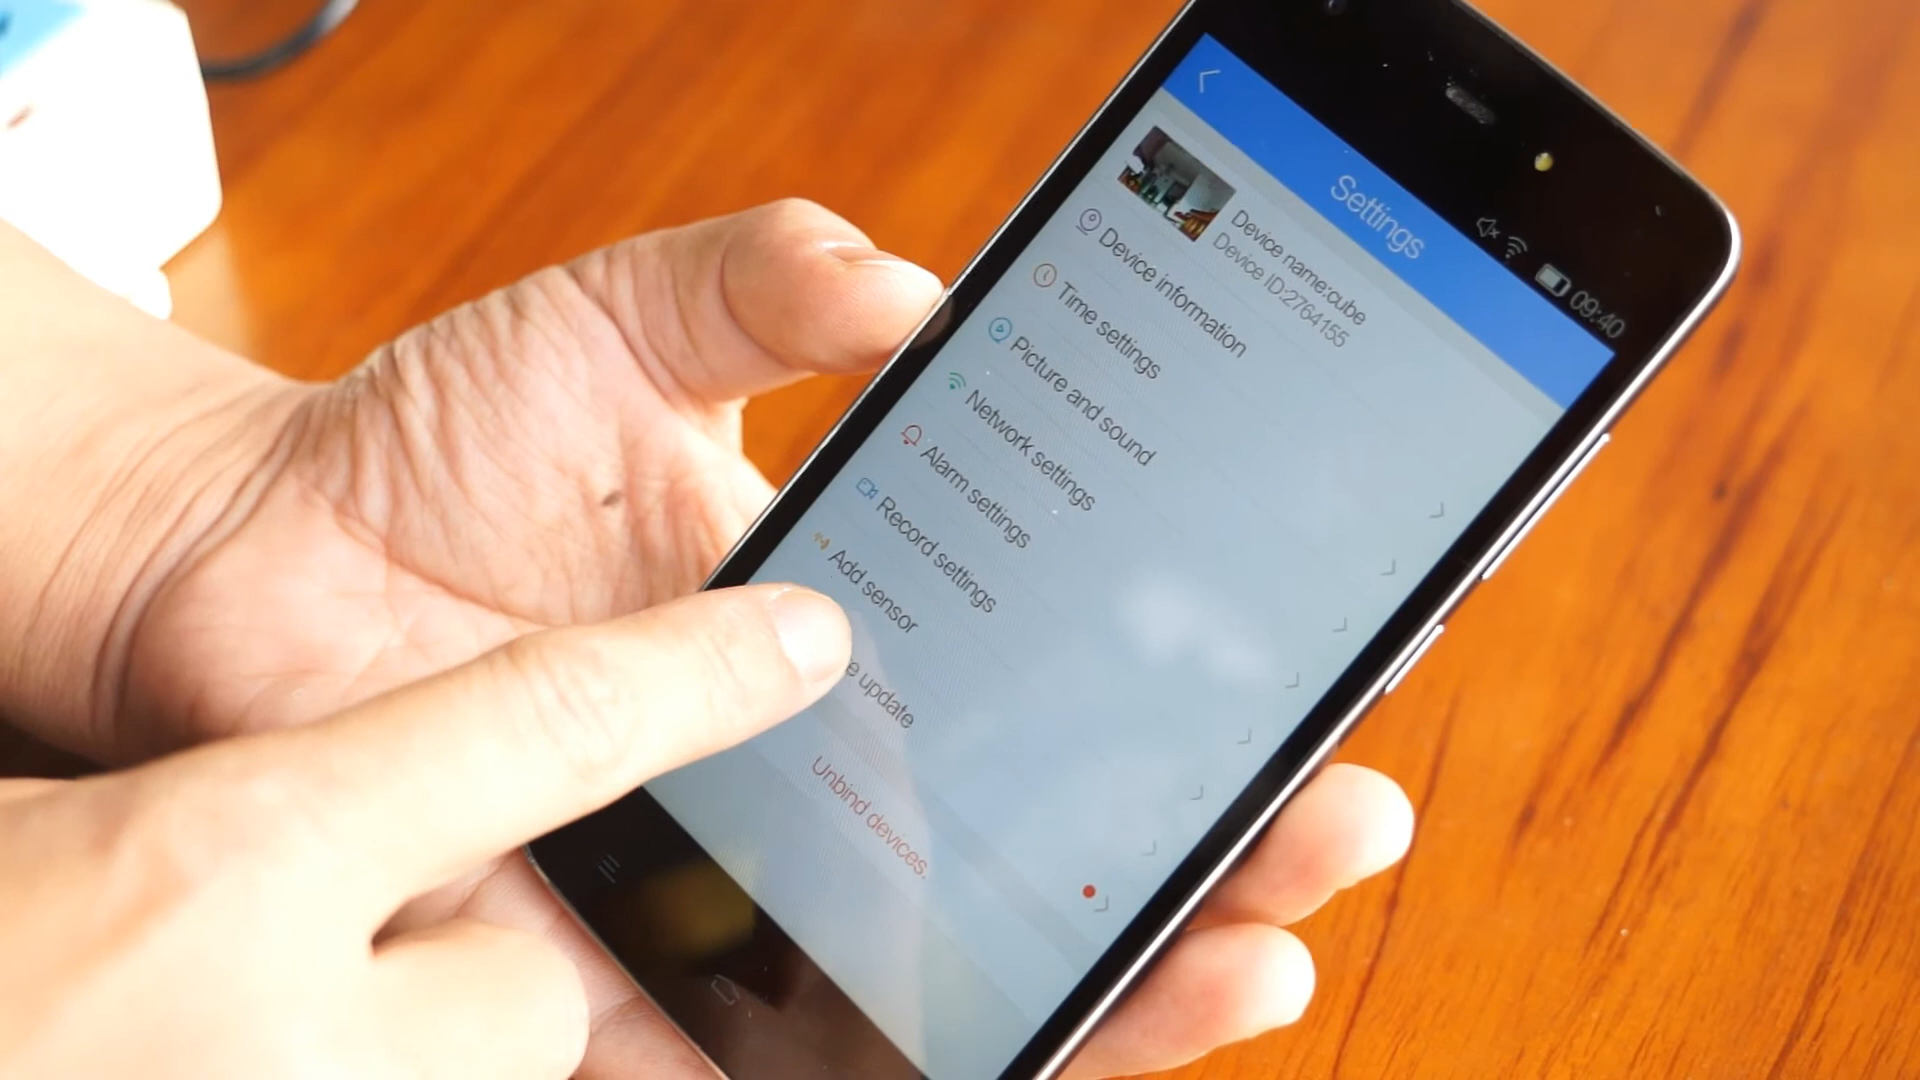 09:40
Settings
Device name:cube
Device ID:2764155
Device information
Time settings
Picture and sound
Network settings
Alarm settings
Record settings
Add sensor
update
Unbind devices.